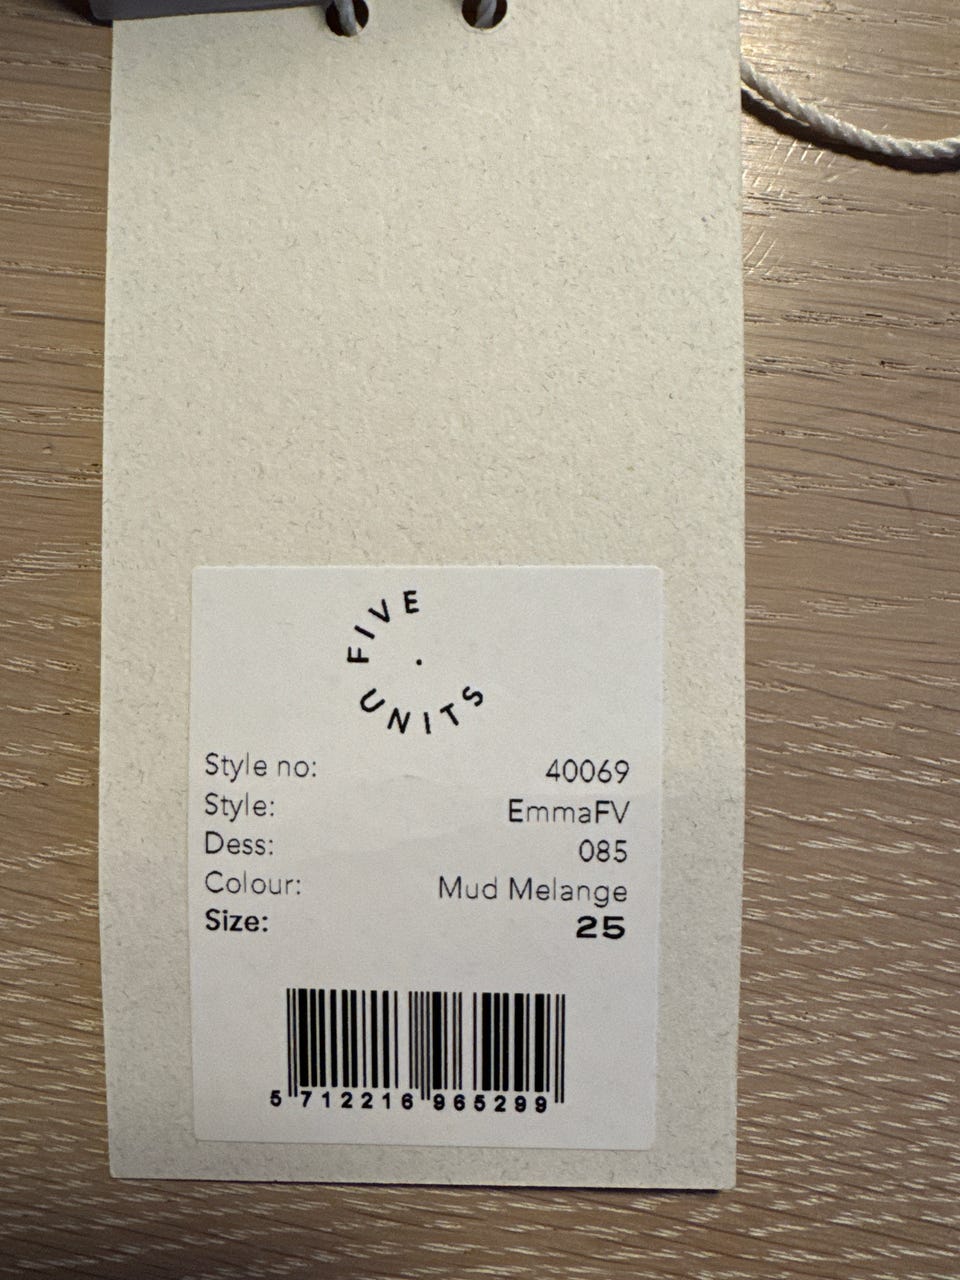 FIVE
UNITS
Style no: 40069
Style: EmmaFV
Dess: 085
Colour: Mud Melange
Size: 25
5 712216 965299